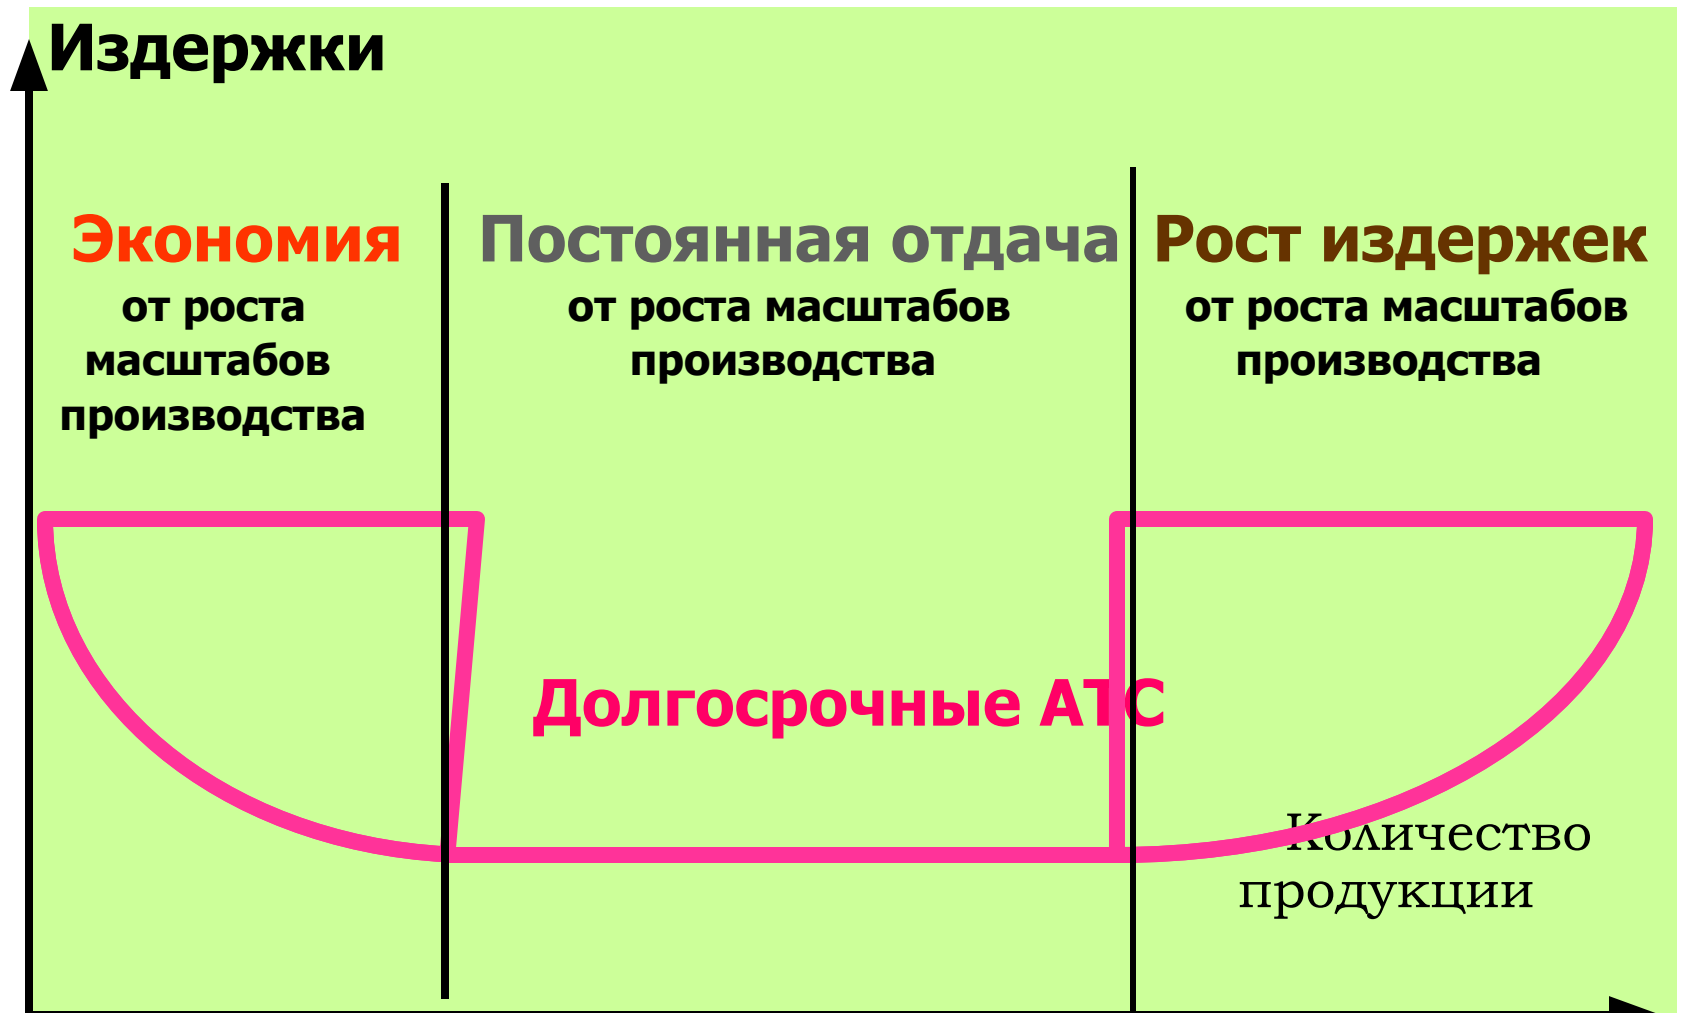 Издержки
Экономия
от роста
масштабов
производства
Постоянная отдача
от роста масштабов
производства
Рост издержек
от роста масштабов
производства
Долгосрочные АТС
Количество
продукции